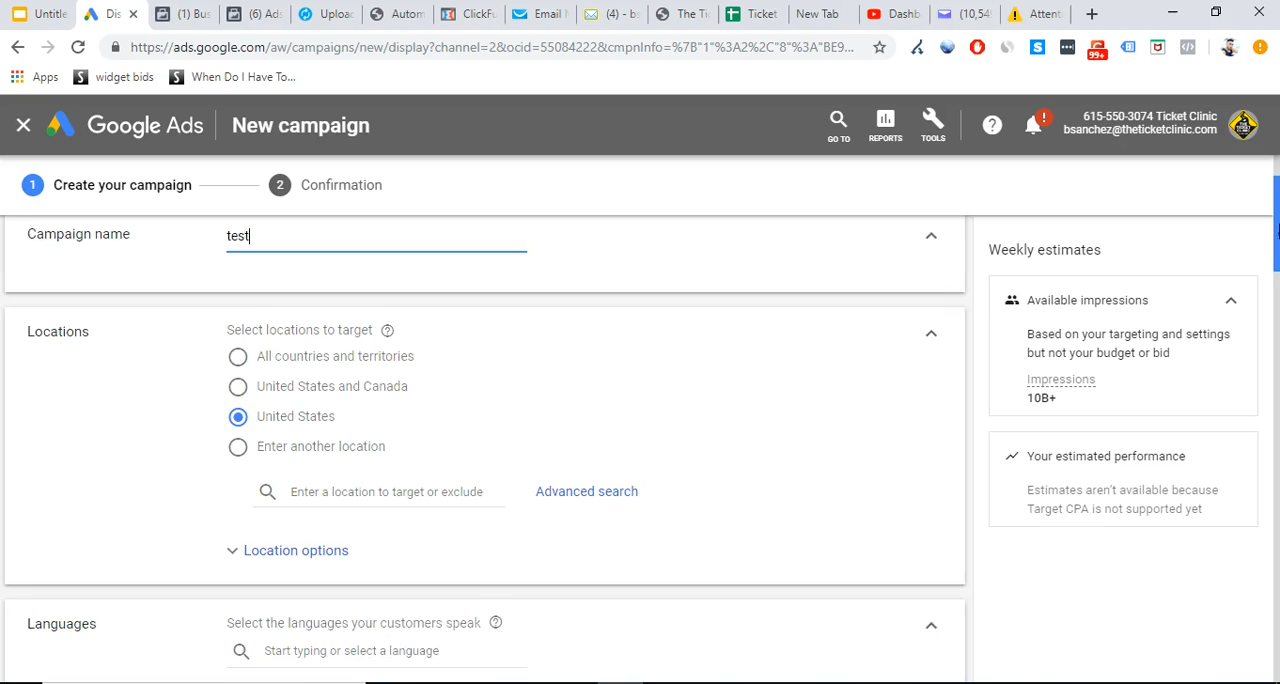 Untitle
Dis
(1) Bus
(6) Ads
Upload
Autom
ClickFu
Email M
(4) - bs
The Ti
Ticket
New Tab
Dashb
(10,54
Attent
https://ads.google.com/aw/campaigns/new/display?channel=2&ocid=55084222&cmpnInfo=%7B"1"%3A2%2C"8"%3A"BE9...
99+
Apps
widget bids
When Do I Have To...
Google Ads
New campaign
GO TO
REPORTS
TOOLS
615-550-3074 Ticket Clinic
bsanchez@theticketclinic.com
1 Create your campaign
2 Confirmation
Campaign name
test
Weekly estimates
Available impressions
Based on your targeting and settings
but not your budget or bid
Impressions
10B+
Your estimated performance
Estimates aren't available because
Target CPA is not supported yet
Locations
Select locations to target
All countries and territories
United States and Canada
United States
Enter another location
Enter a location to target or exclude
Advanced search
Location options
Languages
Select the languages your customers speak
Start typing or select a language